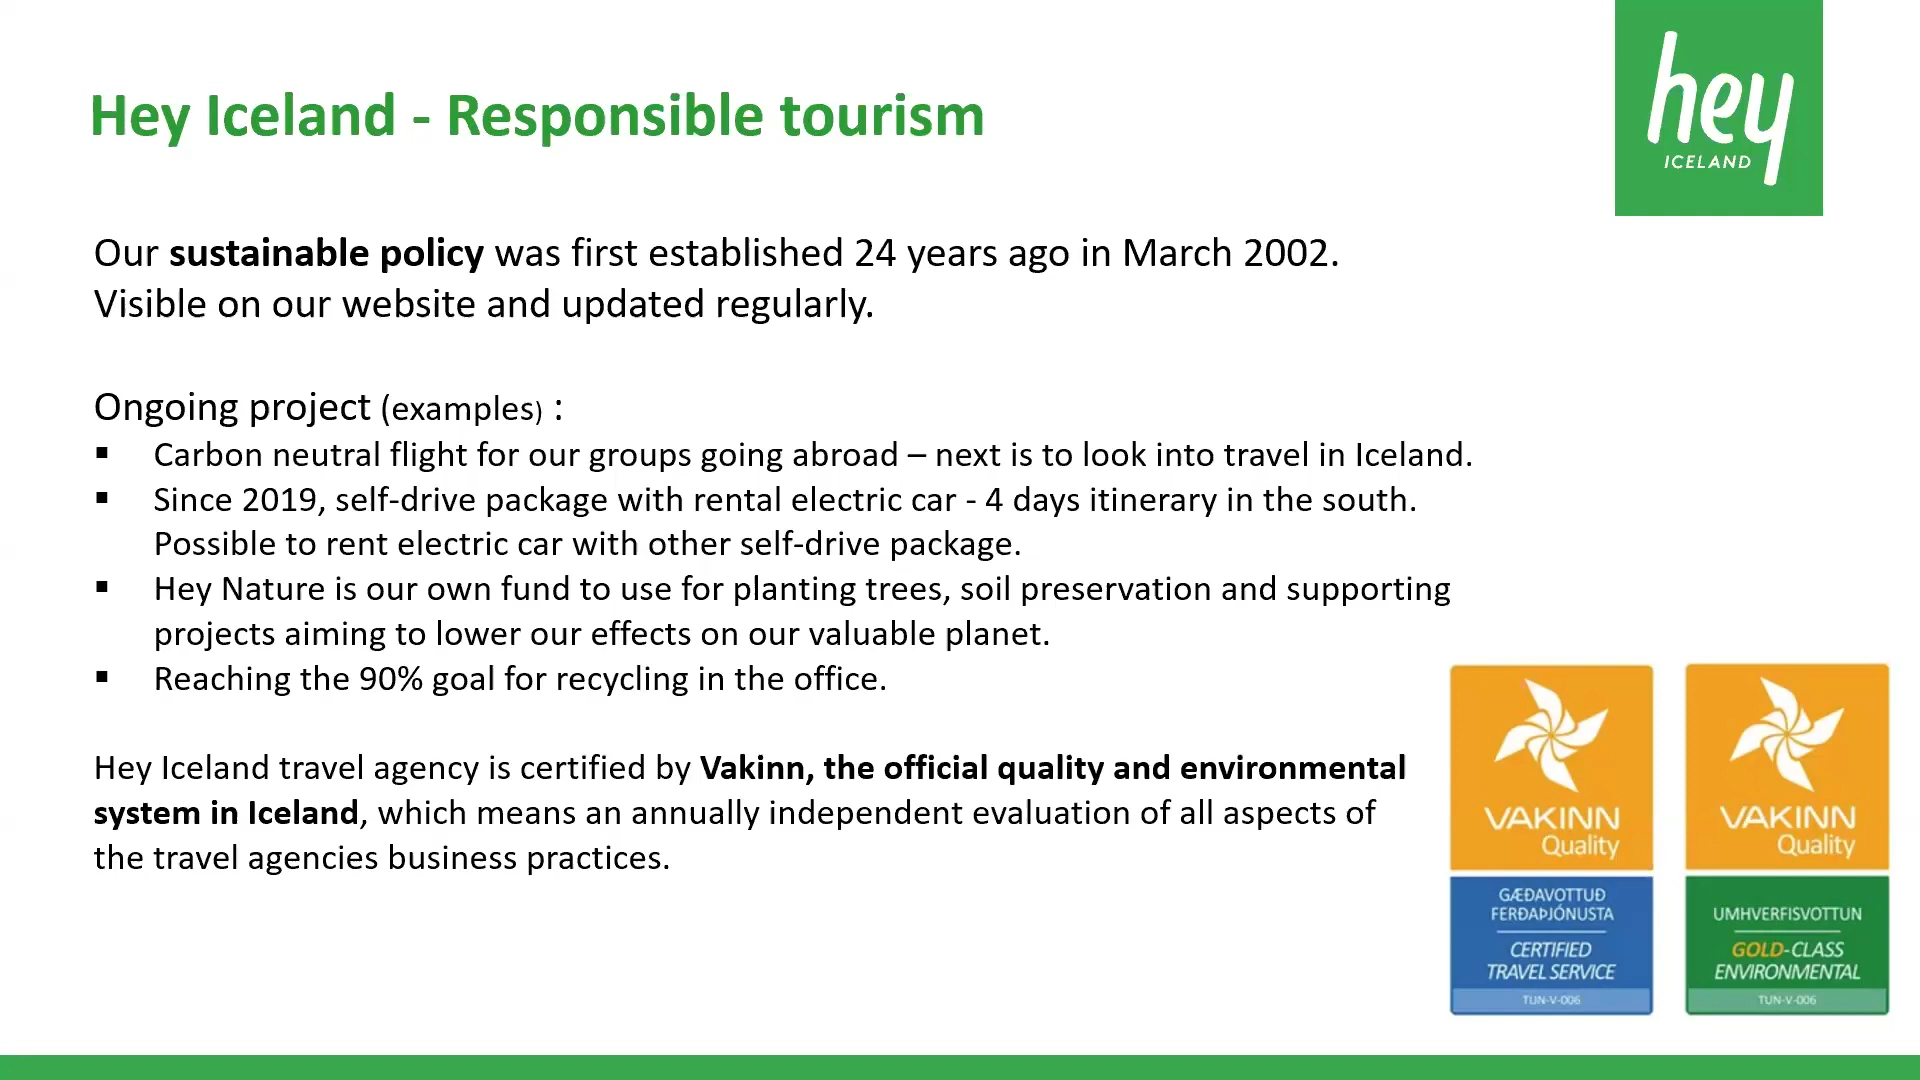 hey
ICELAND
Hey Iceland - Responsible tourism
Our sustainable policy was first established 24 years ago in March 2002.
Visible on our website and updated regularly.
Ongoing project (examples) :
▪ Carbon neutral flight for our groups going abroad – next is to look into travel in Iceland.
▪ Since 2019, self-drive package with rental electric car - 4 days itinerary in the south.
Possible to rent electric car with other self-drive package.
▪ Hey Nature is our own fund to use for planting trees, soil preservation and supporting
projects aiming to lower our effects on our valuable planet.
▪ Reaching the 90% goal for recycling in the office.
Hey Iceland travel agency is certified by Vakinn, the official quality and environmental
system in Iceland, which means an annually independent evaluation of all aspects of
the travel agencies business practices.
VAKINN
Quality
GÆÐAVOTTUÐ
FERÐAÞJÓNUSTA
CERTIFIED
TRAVEL SERVICE
TUN-V-006
VAKINN
Quality
UMHVERFISVOTTUN
GOLD-CLASS
ENVIRONMENTAL
TUN-V-006